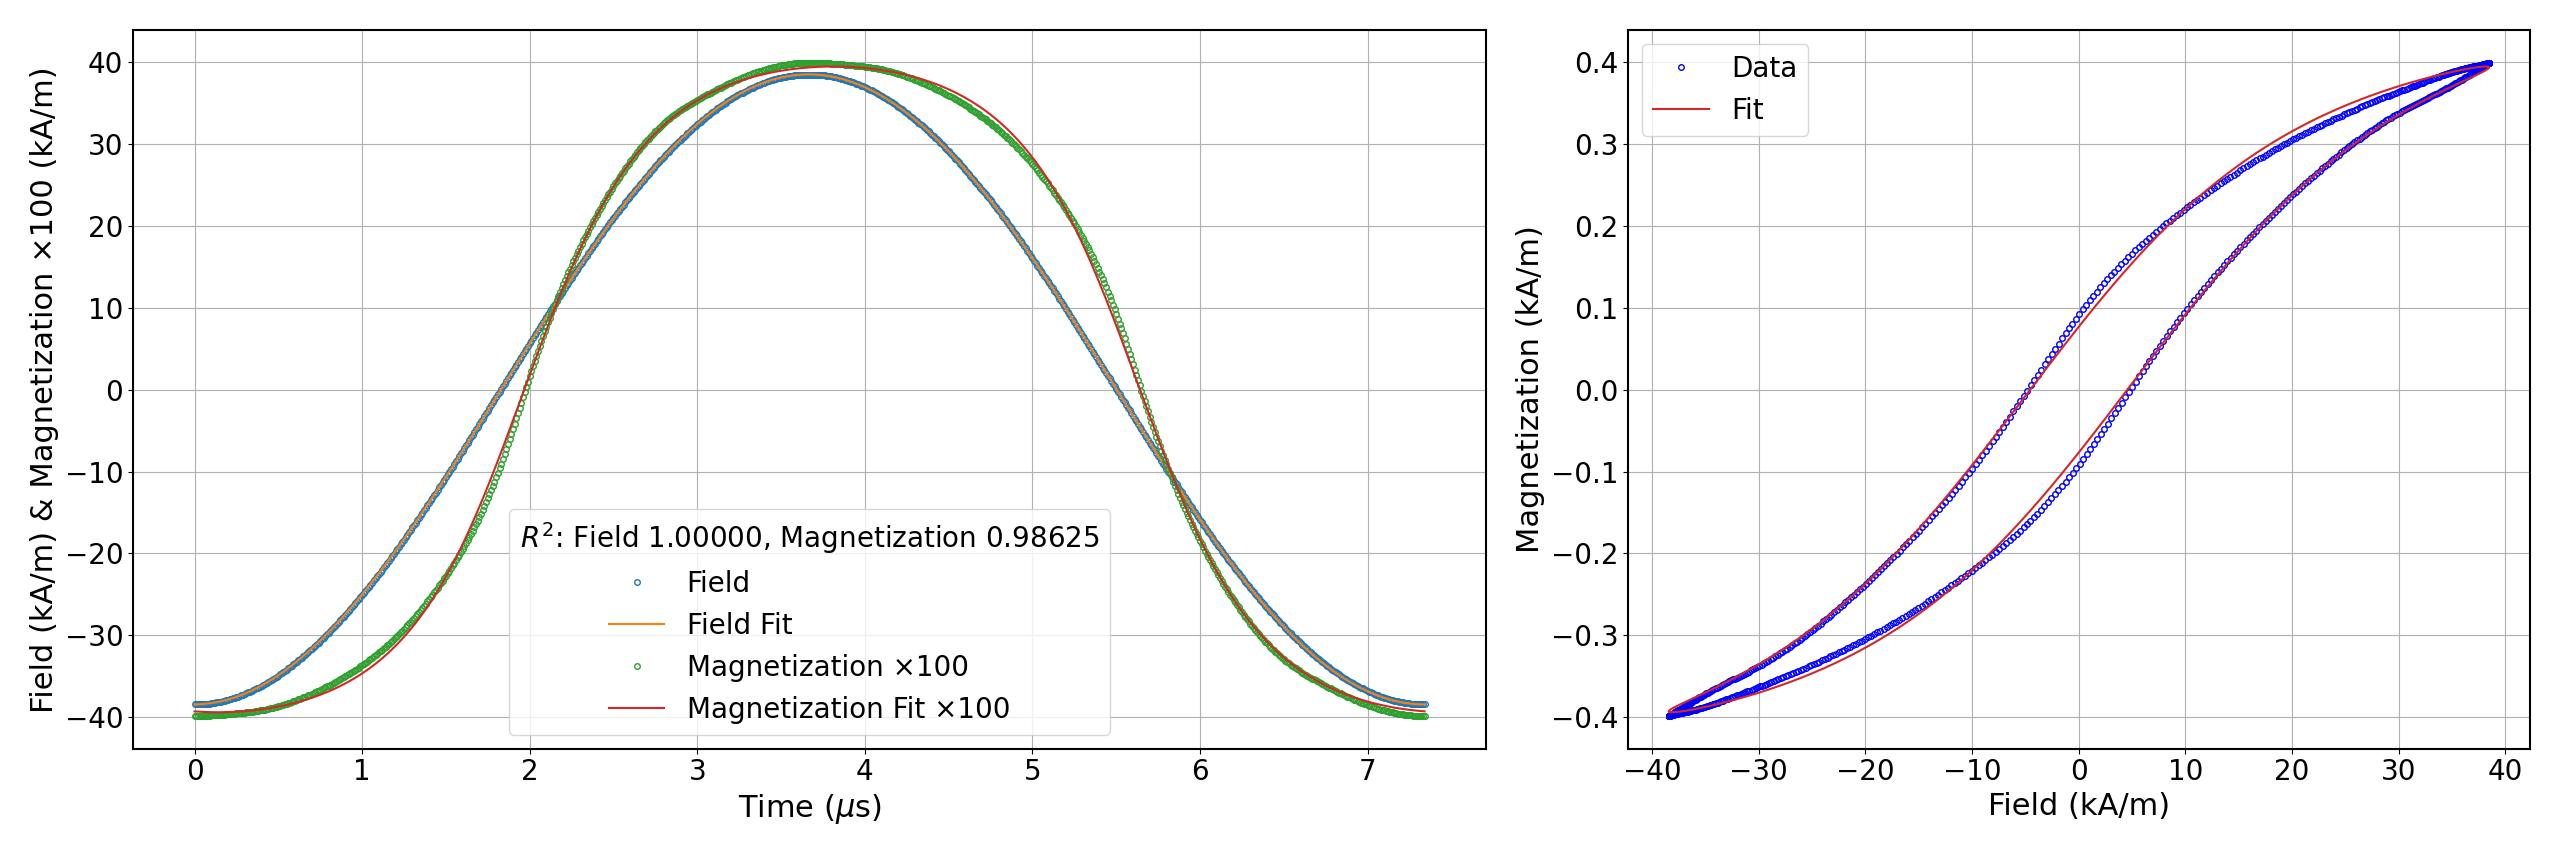 Field (kA/m) & Magnetization ×100 (kA/m)
40
30
20
10
0
−10
−20
−30
−40
R²: Field 1.00000, Magnetization 0.98625
Field
Field Fit
Magnetization ×100
Magnetization Fit ×100
0 1 2 3 4 5 6 7
Time (μs)
Magnetization (kA/m)
0.4
0.3
0.2
0.1
0.0
−0.1
−0.2
−0.3
−0.4
Data
Fit
−40 −30 −20 −10 0 10 20 30 40
Field (kA/m)